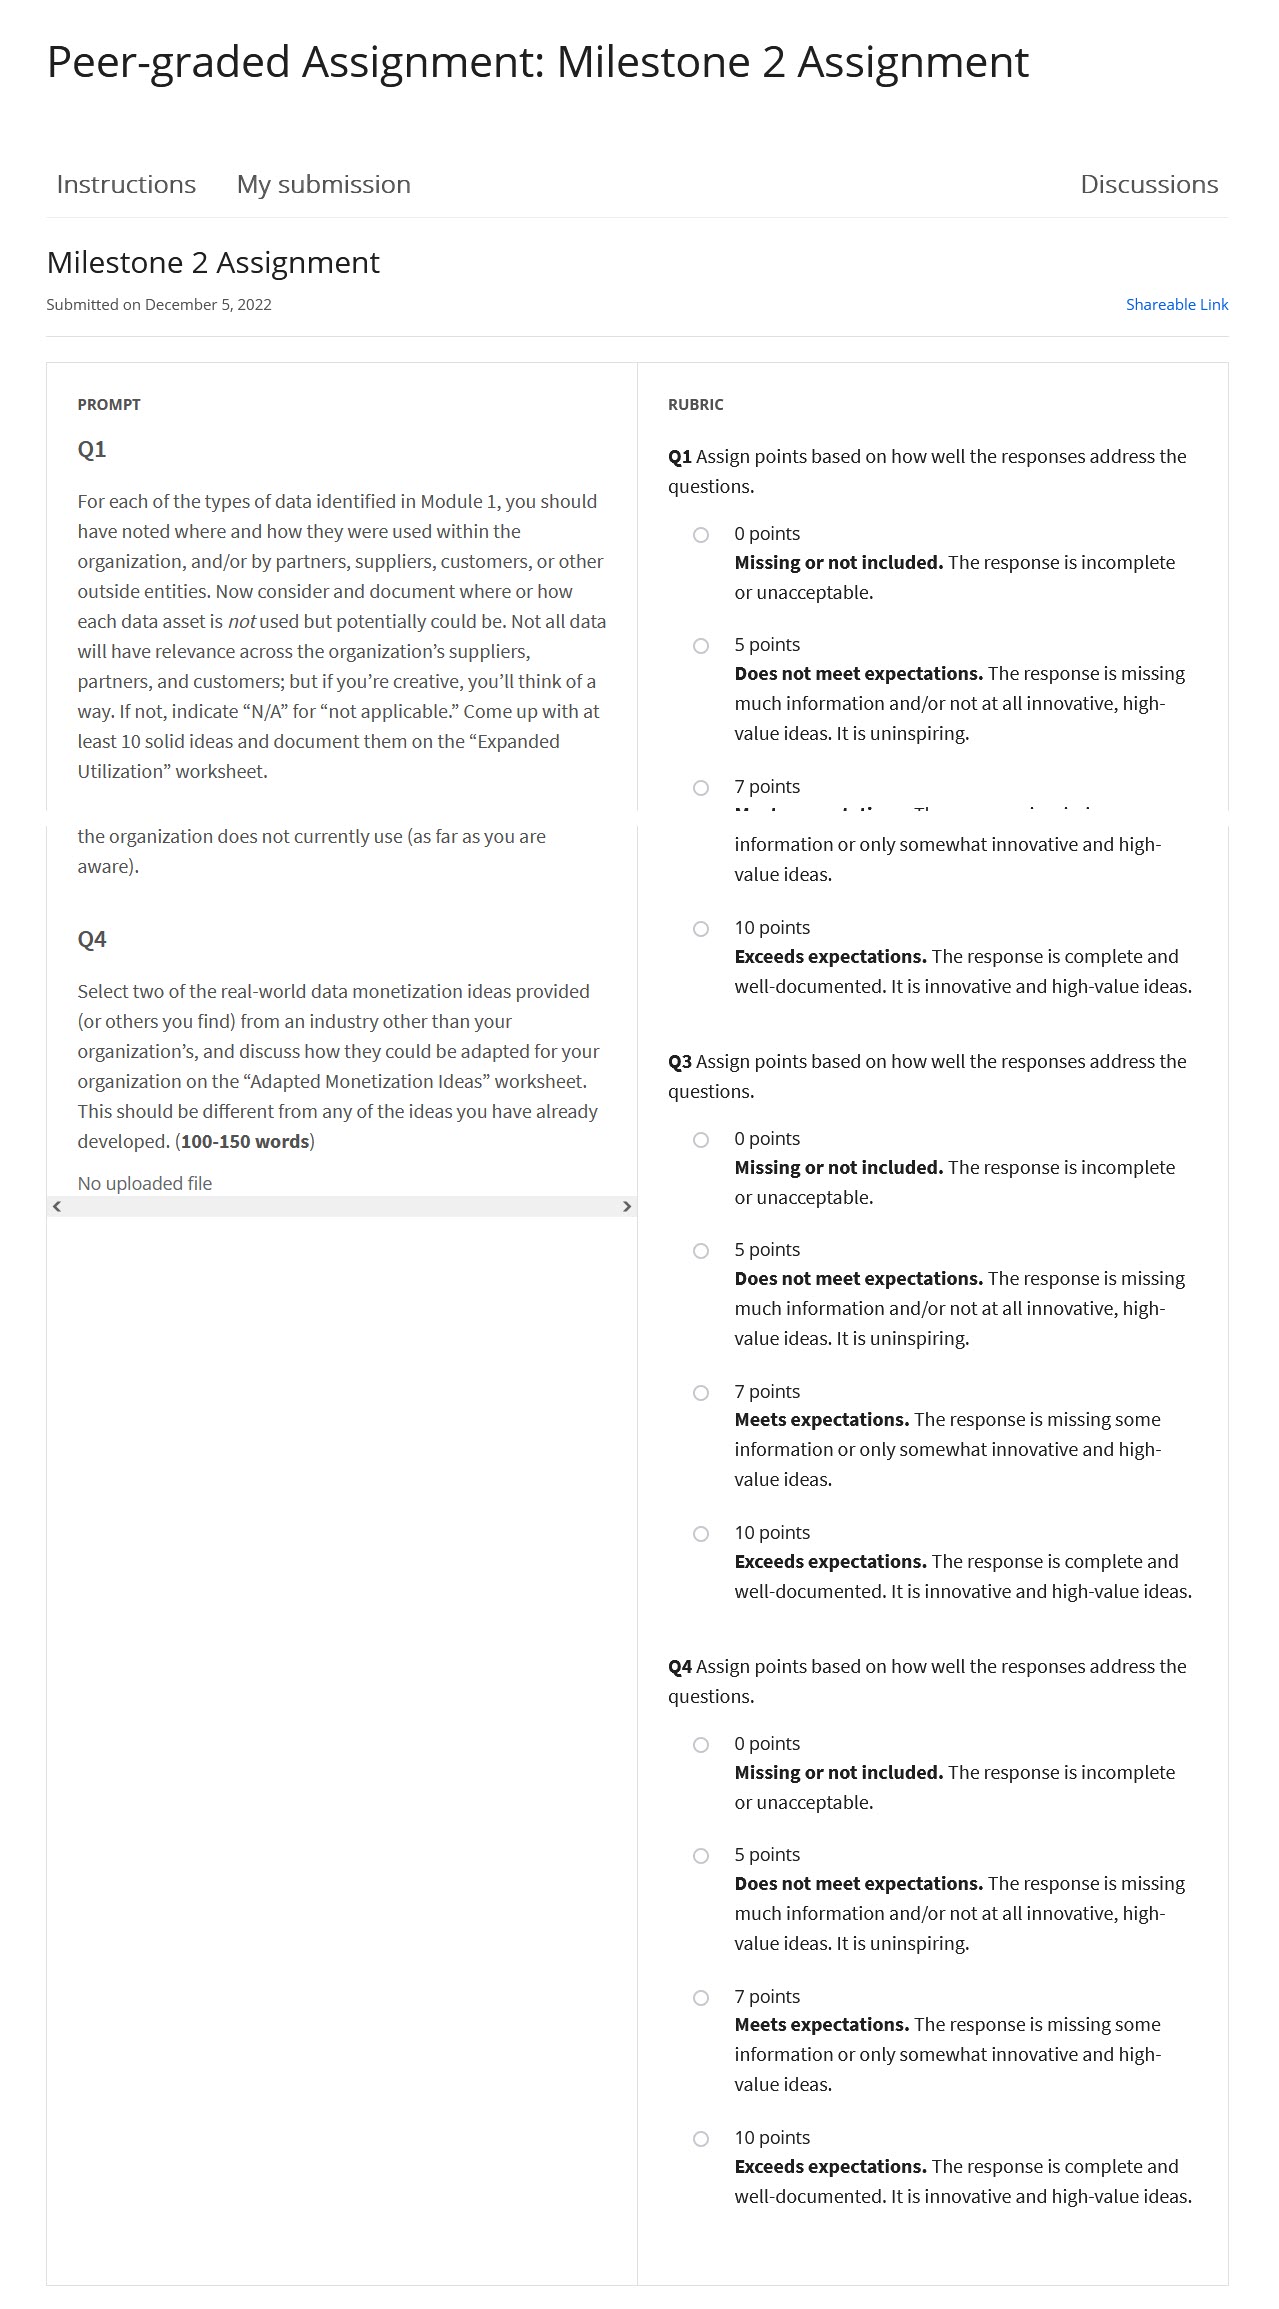 Peer-graded Assignment: Milestone 2 Assignment
Instructions
My submission
Discussions
Milestone 2 Assignment
Submitted on December 5, 2022
Shareable Link
PROMPT
Q1
For each of the types of data identified in Module 1, you should
have noted where and how they were used within the
organization, and/or by partners, suppliers, customers, or other
outside entities. Now consider and document where or how
each data asset is not used but potentially could be. Not all data
will have relevance across the organization’s suppliers,
partners, and customers; but if you’re creative, you’ll think of a
way. If not, indicate “N/A” for “not applicable.” Come up with at
least 10 solid ideas and document them on the “Expanded
Utilization” worksheet.
the organization does not currently use (as far as you are
aware).
Q4
Select two of the real-world data monetization ideas provided
(or others you find) from an industry other than your
organization’s, and discuss how they could be adapted for your
organization on the “Adapted Monetization Ideas” worksheet.
This should be different from any of the ideas you have already
developed. (100-150 words)
No uploaded file
RUBRIC
Q1 Assign points based on how well the responses address the
questions.
0 points
Missing or not included. The response is incomplete
or unacceptable.
5 points
Does not meet expectations. The response is missing
much information and/or not at all innovative, high-
value ideas. It is uninspiring.
7 points
information or only somewhat innovative and high-
value ideas.
10 points
Exceeds expectations. The response is complete and
well-documented. It is innovative and high-value ideas.
Q3 Assign points based on how well the responses address the
questions.
0 points
Missing or not included. The response is incomplete
or unacceptable.
5 points
Does not meet expectations. The response is missing
much information and/or not at all innovative, high-
value ideas. It is uninspiring.
7 points
Meets expectations. The response is missing some
information or only somewhat innovative and high-
value ideas.
10 points
Exceeds expectations. The response is complete and
well-documented. It is innovative and high-value ideas.
Q4 Assign points based on how well the responses address the
questions.
0 points
Missing or not included. The response is incomplete
or unacceptable.
5 points
Does not meet expectations. The response is missing
much information and/or not at all innovative, high-
value ideas. It is uninspiring.
7 points
Meets expectations. The response is missing some
information or only somewhat innovative and high-
value ideas.
10 points
Exceeds expectations. The response is complete and
well-documented. It is innovative and high-value ideas.